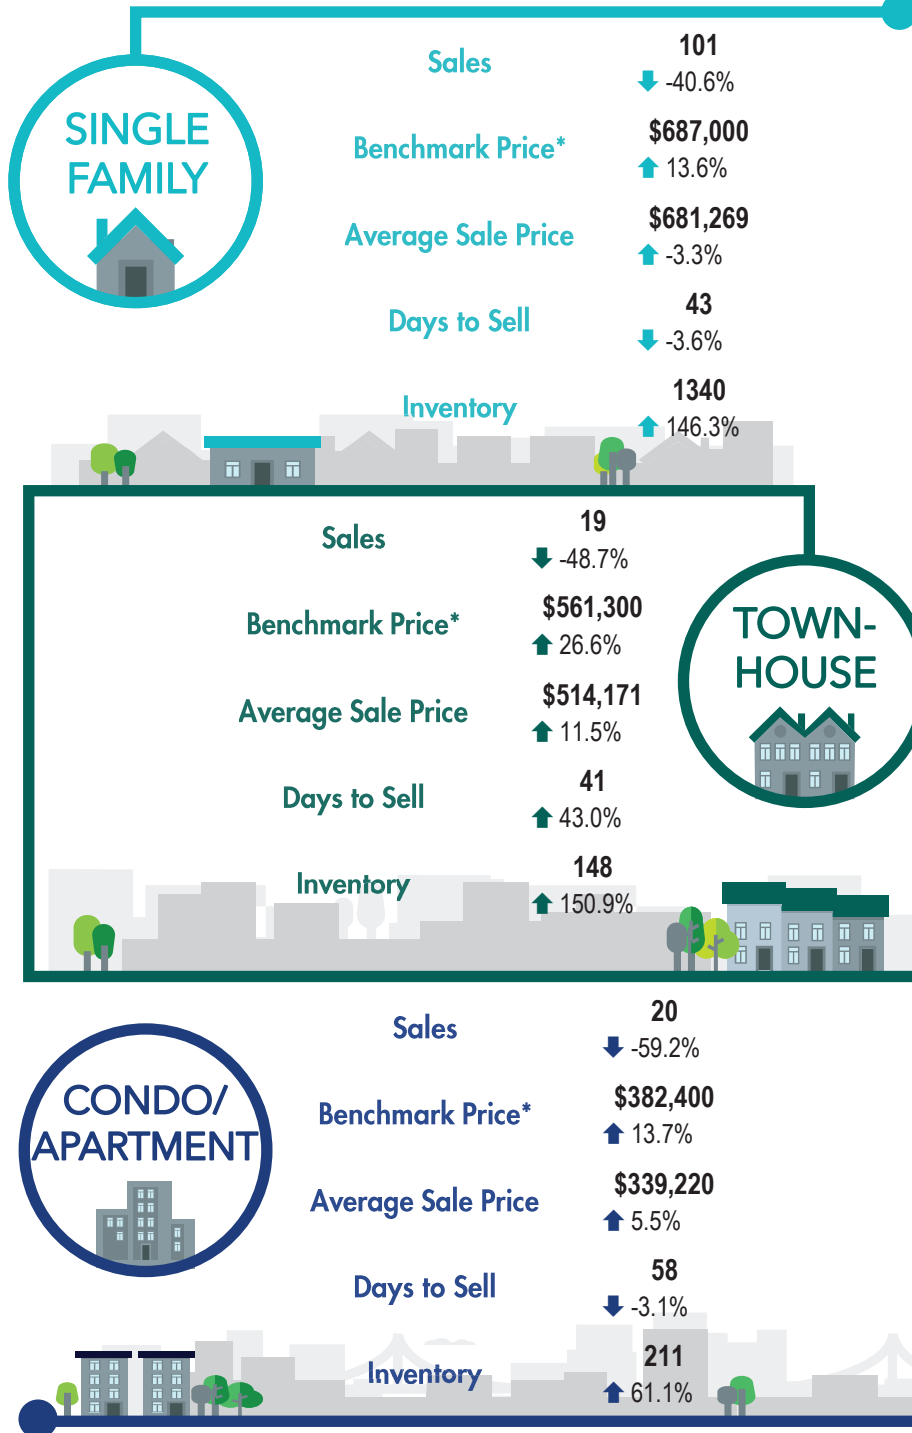 SINGLE
FAMILY
Sales
101
-40.6%
Benchmark Price*
$687,000
13.6%
Average Sale Price
$681,269
-3.3%
Days to Sell
43
-3.6%
Inventory
1340
146.3%
TOWN-
HOUSE
Sales
19
-48.7%
Benchmark Price*
$561,300
26.6%
Average Sale Price
$514,171
11.5%
Days to Sell
41
43.0%
Inventory
148
150.9%
CONDO/
APARTMENT
Sales
20
-59.2%
Benchmark Price*
$382,400
13.7%
Average Sale Price
$339,220
5.5%
Days to Sell
58
-3.1%
Inventory
211
61.1%